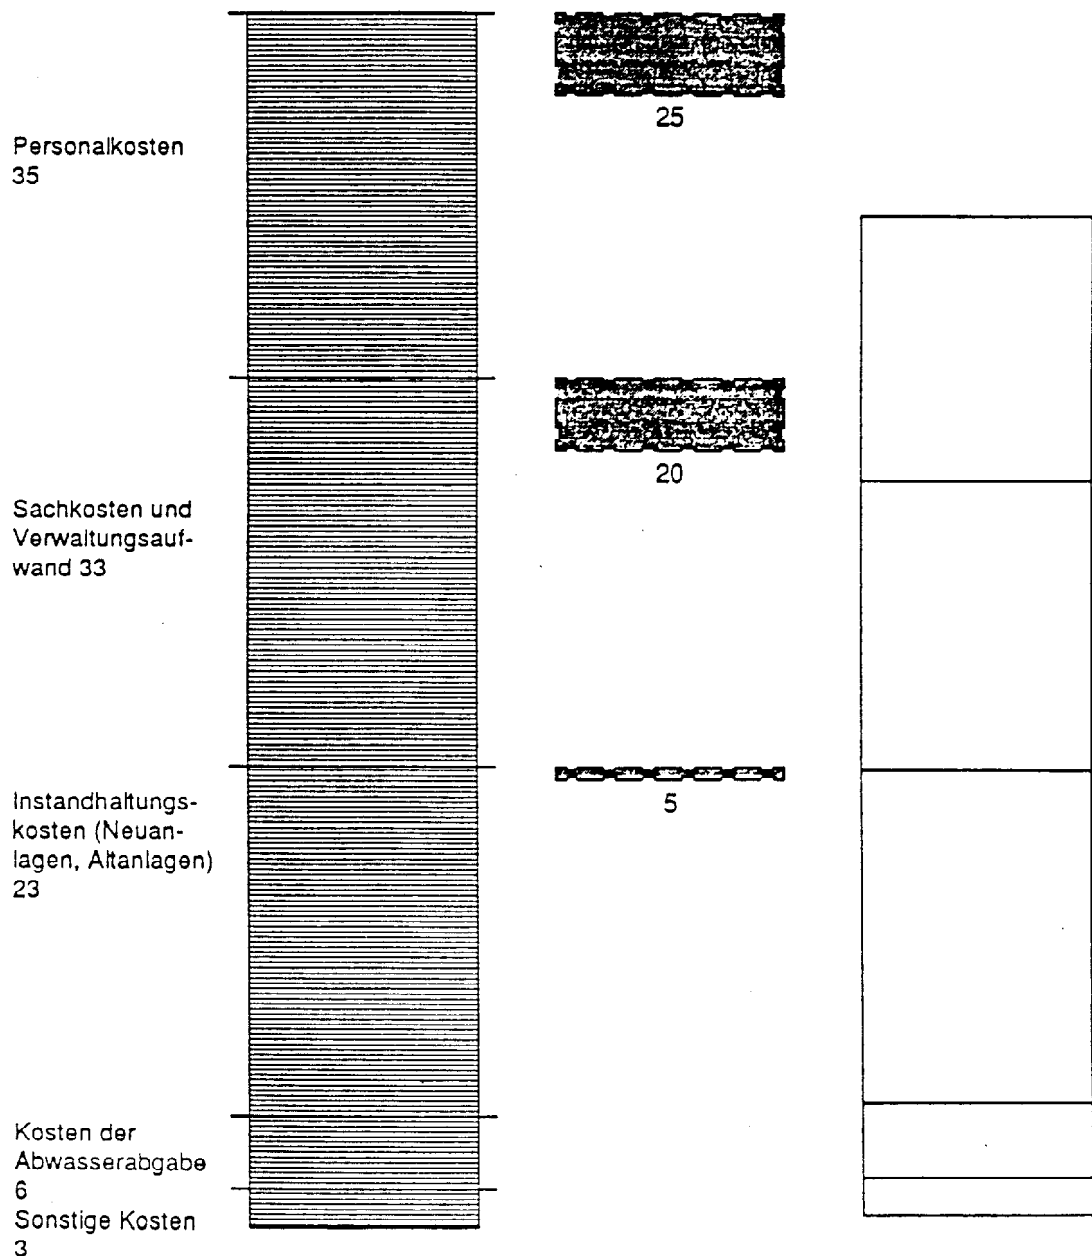 25
Personalkosten
35
20
Sachkosten und
Verwaltungsauf-
wand 33
5
Instandhaltungs-
kosten (Neuan-
lagen, Altanlagen)
23
Kosten der
Abwasserabgabe
6
Sonstige Kosten
3